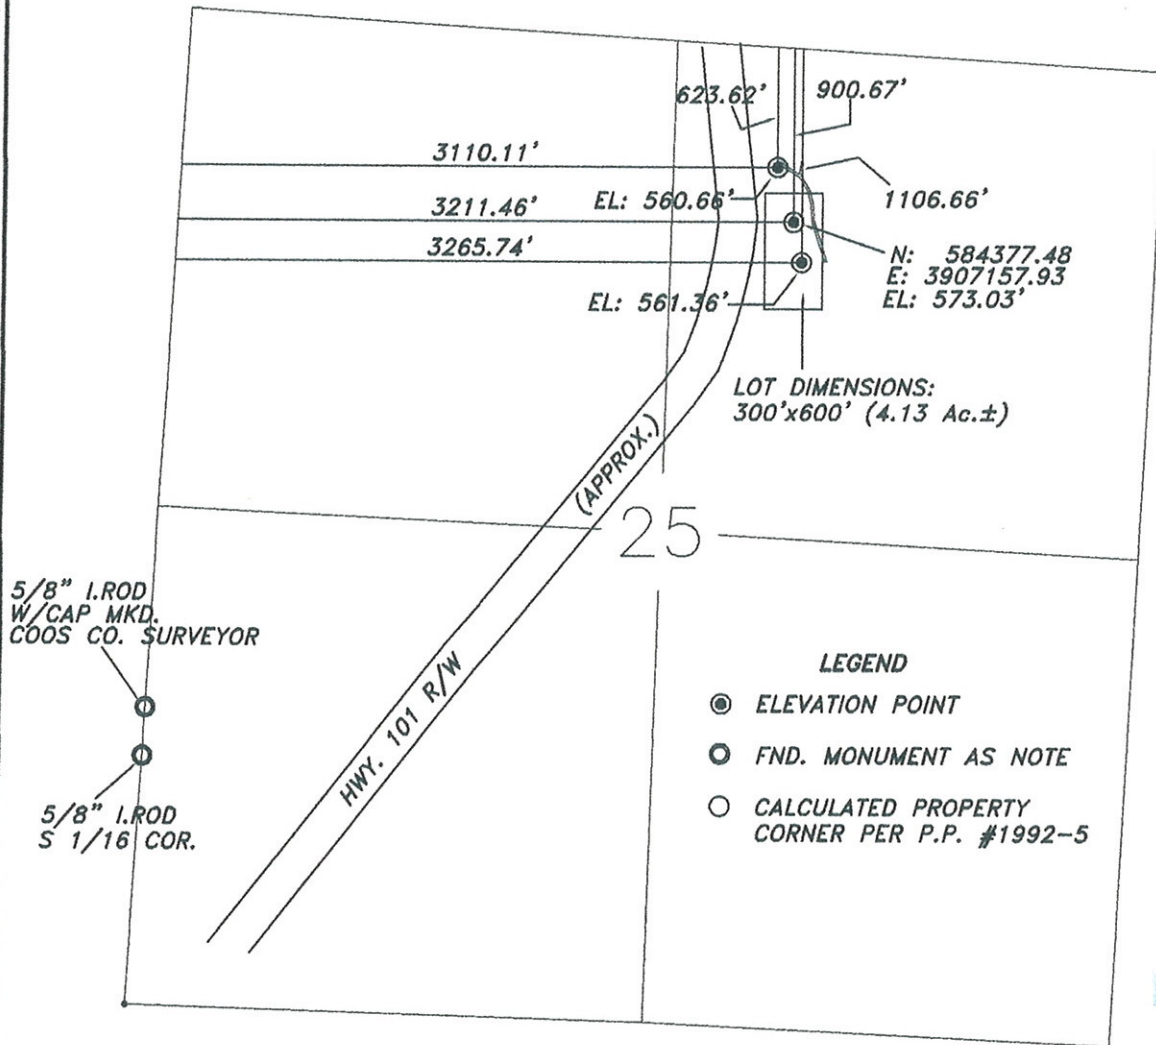 623.62'
900.67'
3110.11'
EL: 560.66'
1106.66'
3211.46'
3265.74'
N: 584377.48
E: 3907157.93
EL: 573.03'
EL: 561.36'
LOT DIMENSIONS:
300'x600' (4.13 Ac.±)
(APPROX.)
25
5/8" I.ROD
W/CAP MKD.
COOS CO. SURVEYOR
HWY. 101 R/W
5/8" I.ROD
S 1/16 COR.
LEGEND
ELEVATION POINT
FND. MONUMENT AS NOTE
CALCULATED PROPERTY
CORNER PER P.P. #1992-5